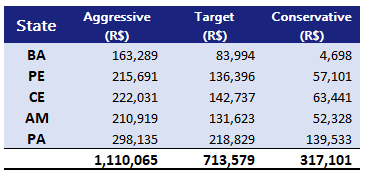 State Aggressive (R$) Target (R$) Conservative (R$)
BA 163,289 83,994 4,698
PE 215,691 136,396 57,101
CE 222,031 142,737 63,441
AM 210,919 131,623 52,328
PA 298,135 218,829 139,533
1,110,065 713,579 317,101